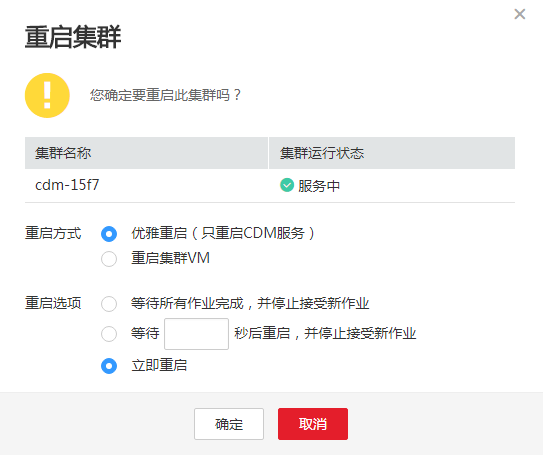 重启集群
您确定要重启此集群吗？
集群名称 集群运行状态
cdm-15f7 服务中
重启方式 优雅重启（只重启CDM服务）
重启集群VM
重启选项 等待所有作业完成，并停止接受新作业
等待 秒后重启，并停止接受新作业
立即重启
确定 取消